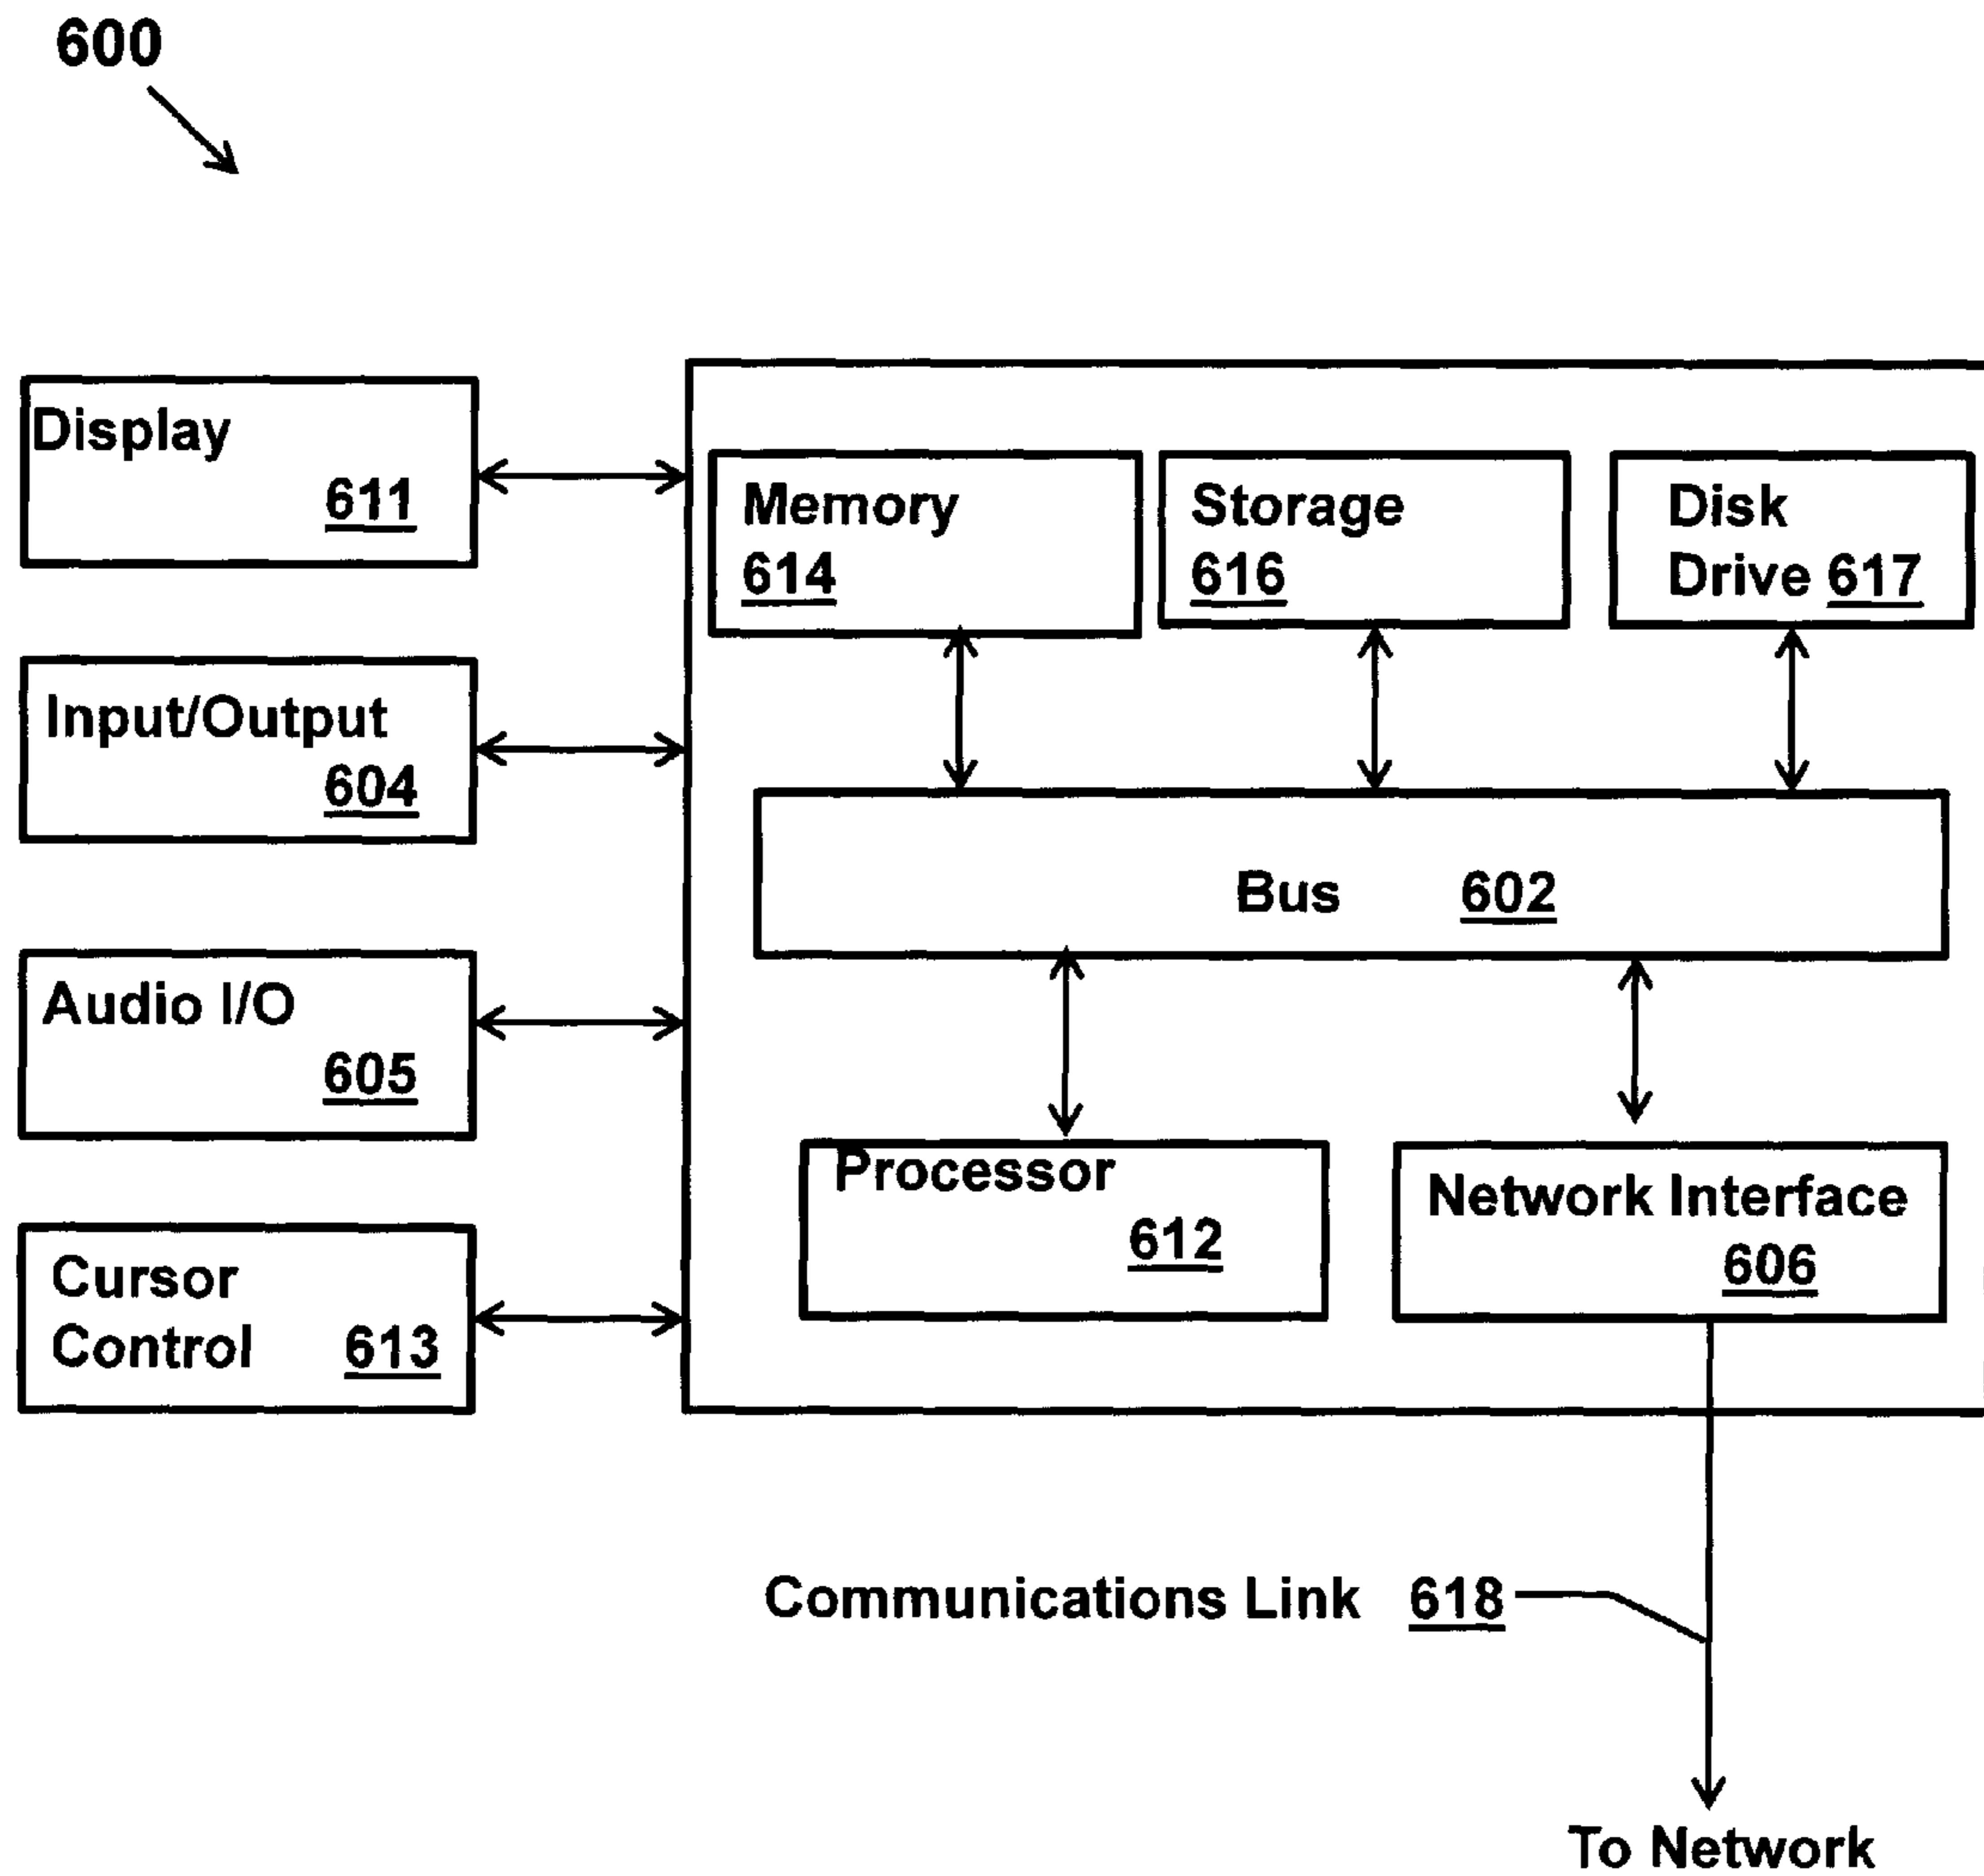 600
Display
611
Input/Output
604
Audio I/O
605
Cursor
Control 613
Memory
614
Storage
616
Disk
Drive 617
Bus 602
Processor
612
Network Interface
606
Communications Link 618
To Network